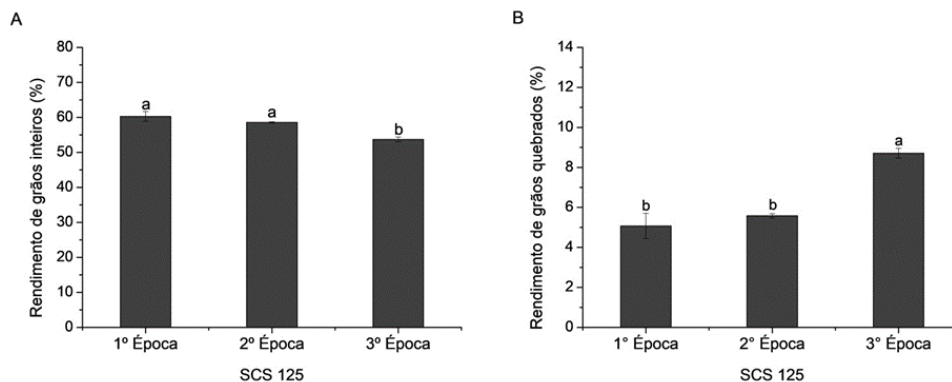 A
Rendimento de grãos inteiros (%)
80
70
60
50
40
30
20
10
0
a
a
b
1º Época
2º Época
3º Época
SCS 125
B
Rendimento de grãos quebrados (%)
14
12
10
8
6
4
2
0
b
b
a
1° Época
2° Época
3° Época
SCS 125